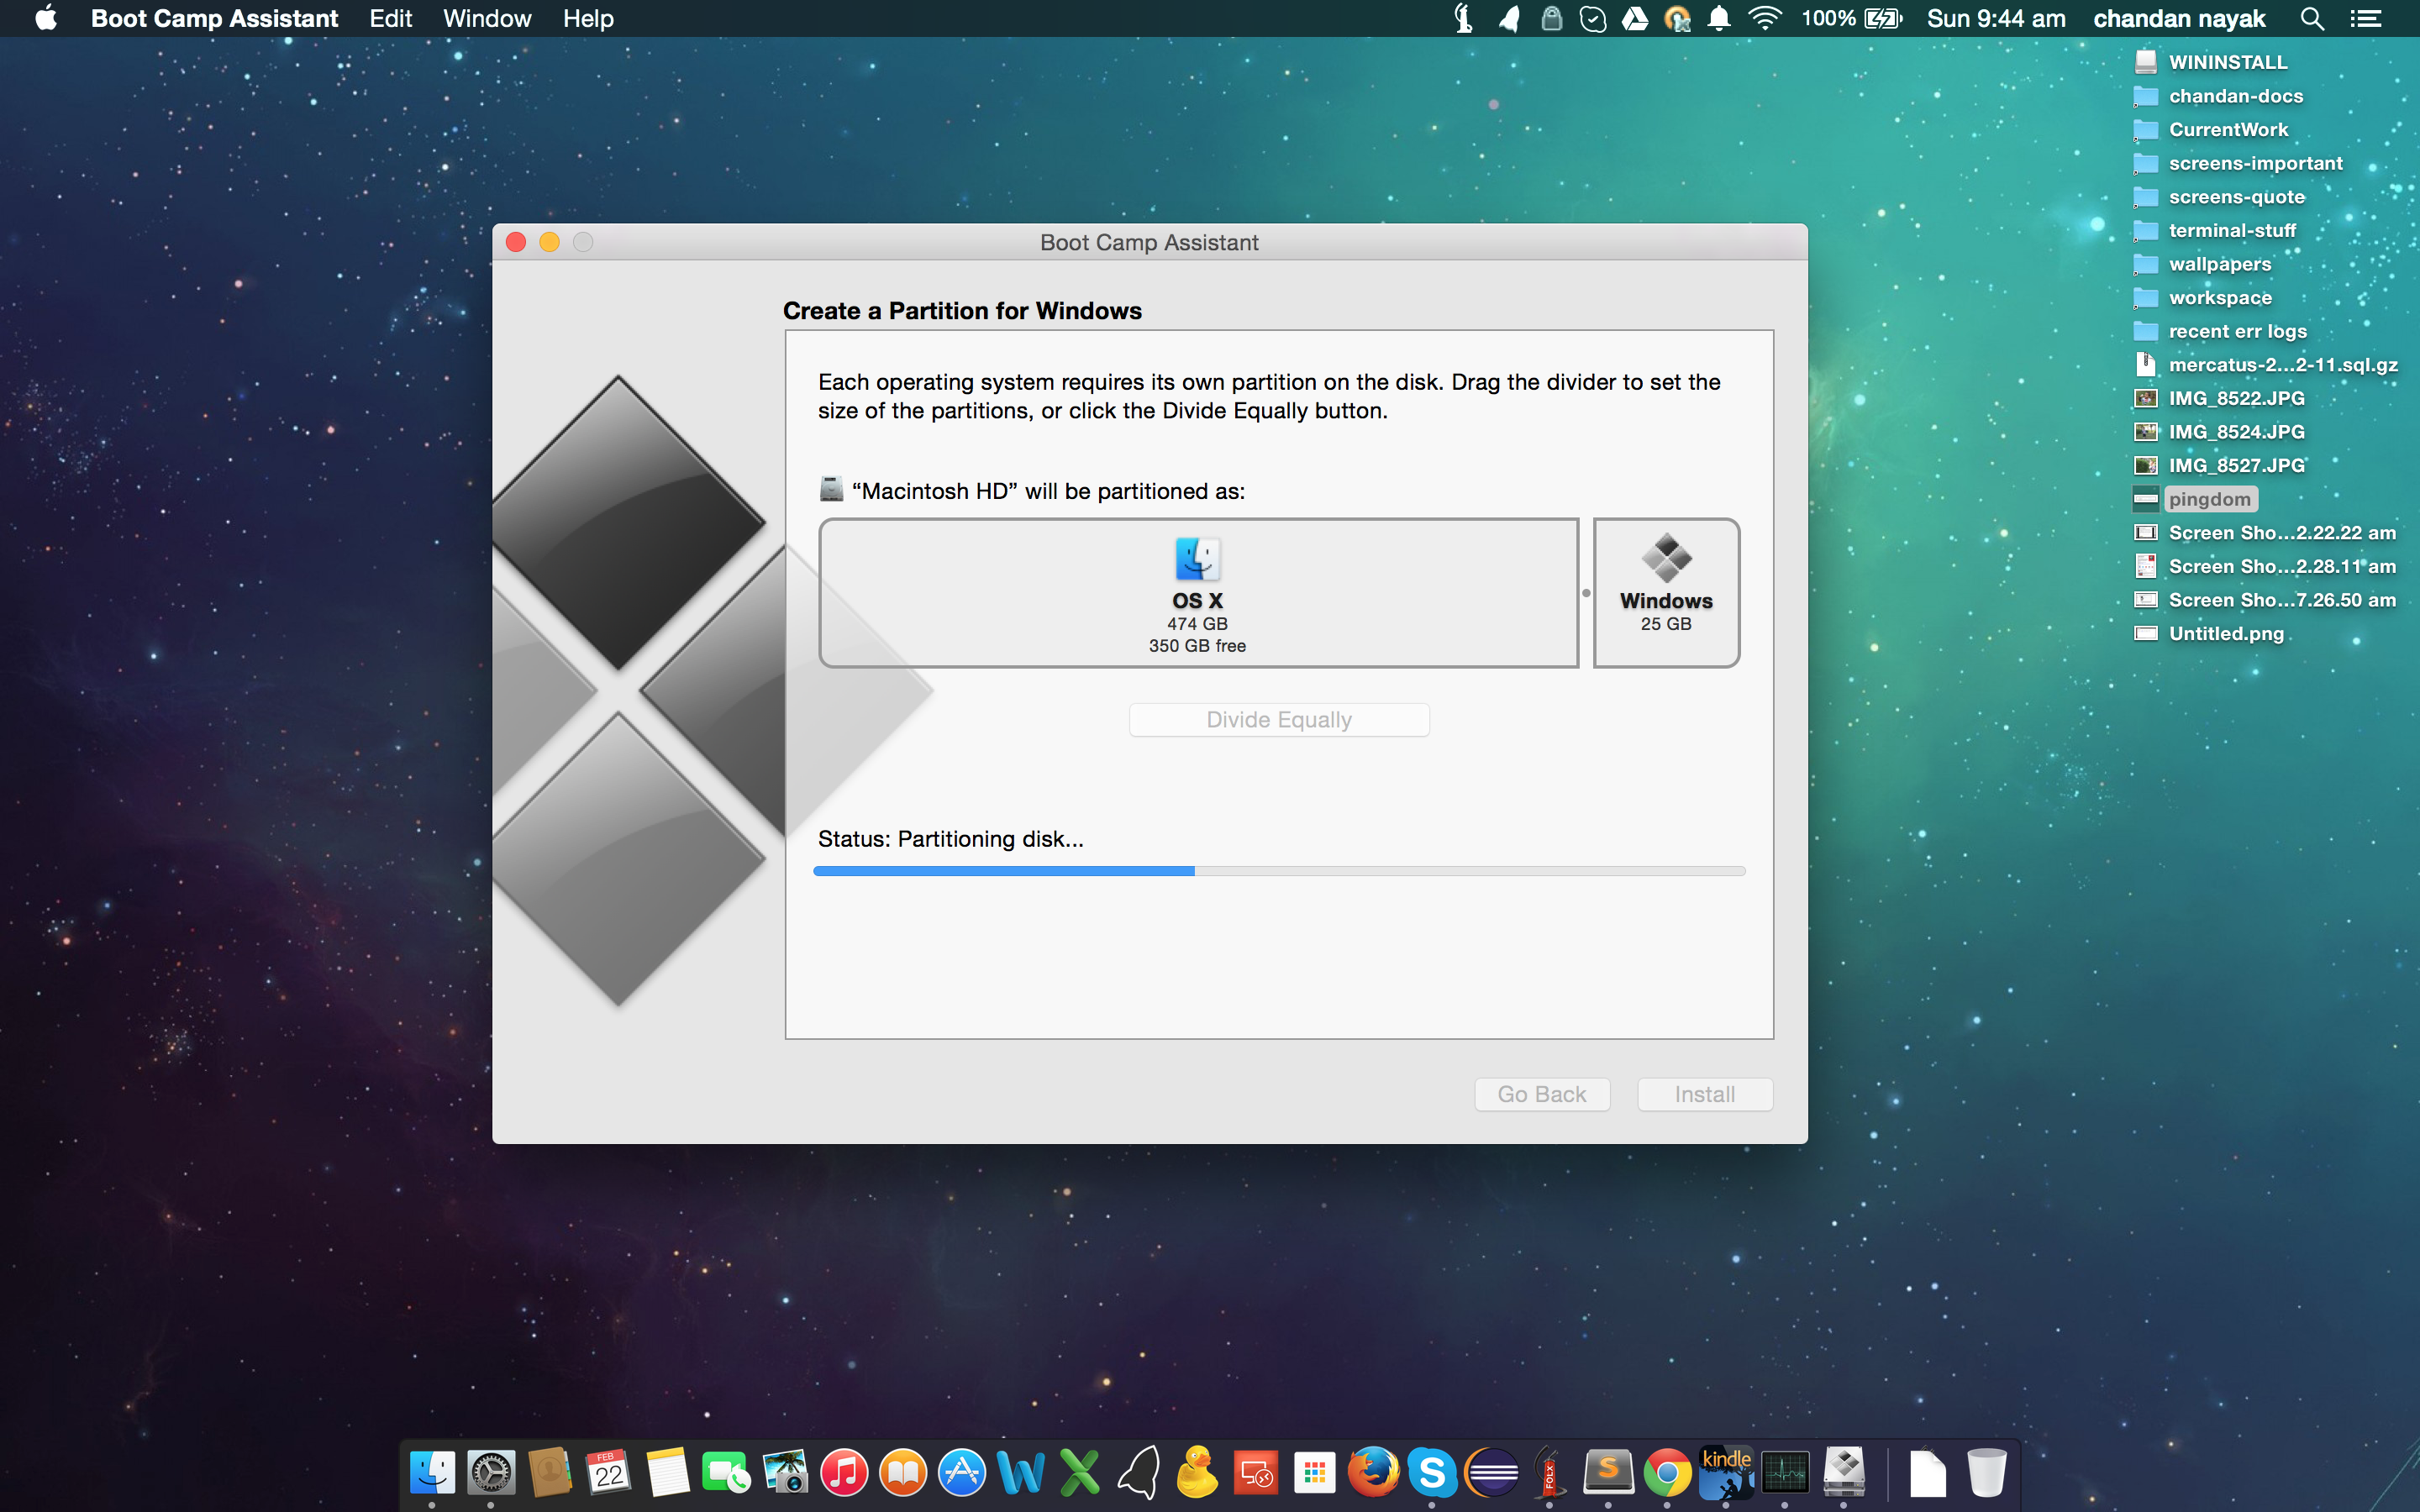 Boot Camp Assistant Edit Window Help 100% Sun 9:44 am chandan nayak
WININSTALL
chandan-docs
CurrentWork
screens-important
screens-quote
terminal-stuff
wallpapers
workspace
recent err logs
mercatus-2...2-11.sql.gz
IMG_8522.JPG
IMG_8524.JPG
IMG_8527.JPG
pingdom
Screen Sho...2.22.22 am
Screen Sho...2.28.11 am
Screen Sho...7.26.50 am
Untitled.png
Boot Camp Assistant
Create a Partition for Windows
Each operating system requires its own partition on the disk. Drag the divider to set the
size of the partitions, or click the Divide Equally button.
“Macintosh HD” will be partitioned as:
OS X
474 GB
350 GB free
Windows
25 GB
Divide Equally
Status: Partitioning disk...
Go Back Install
FEB
22
FOLX
S
S
kindle